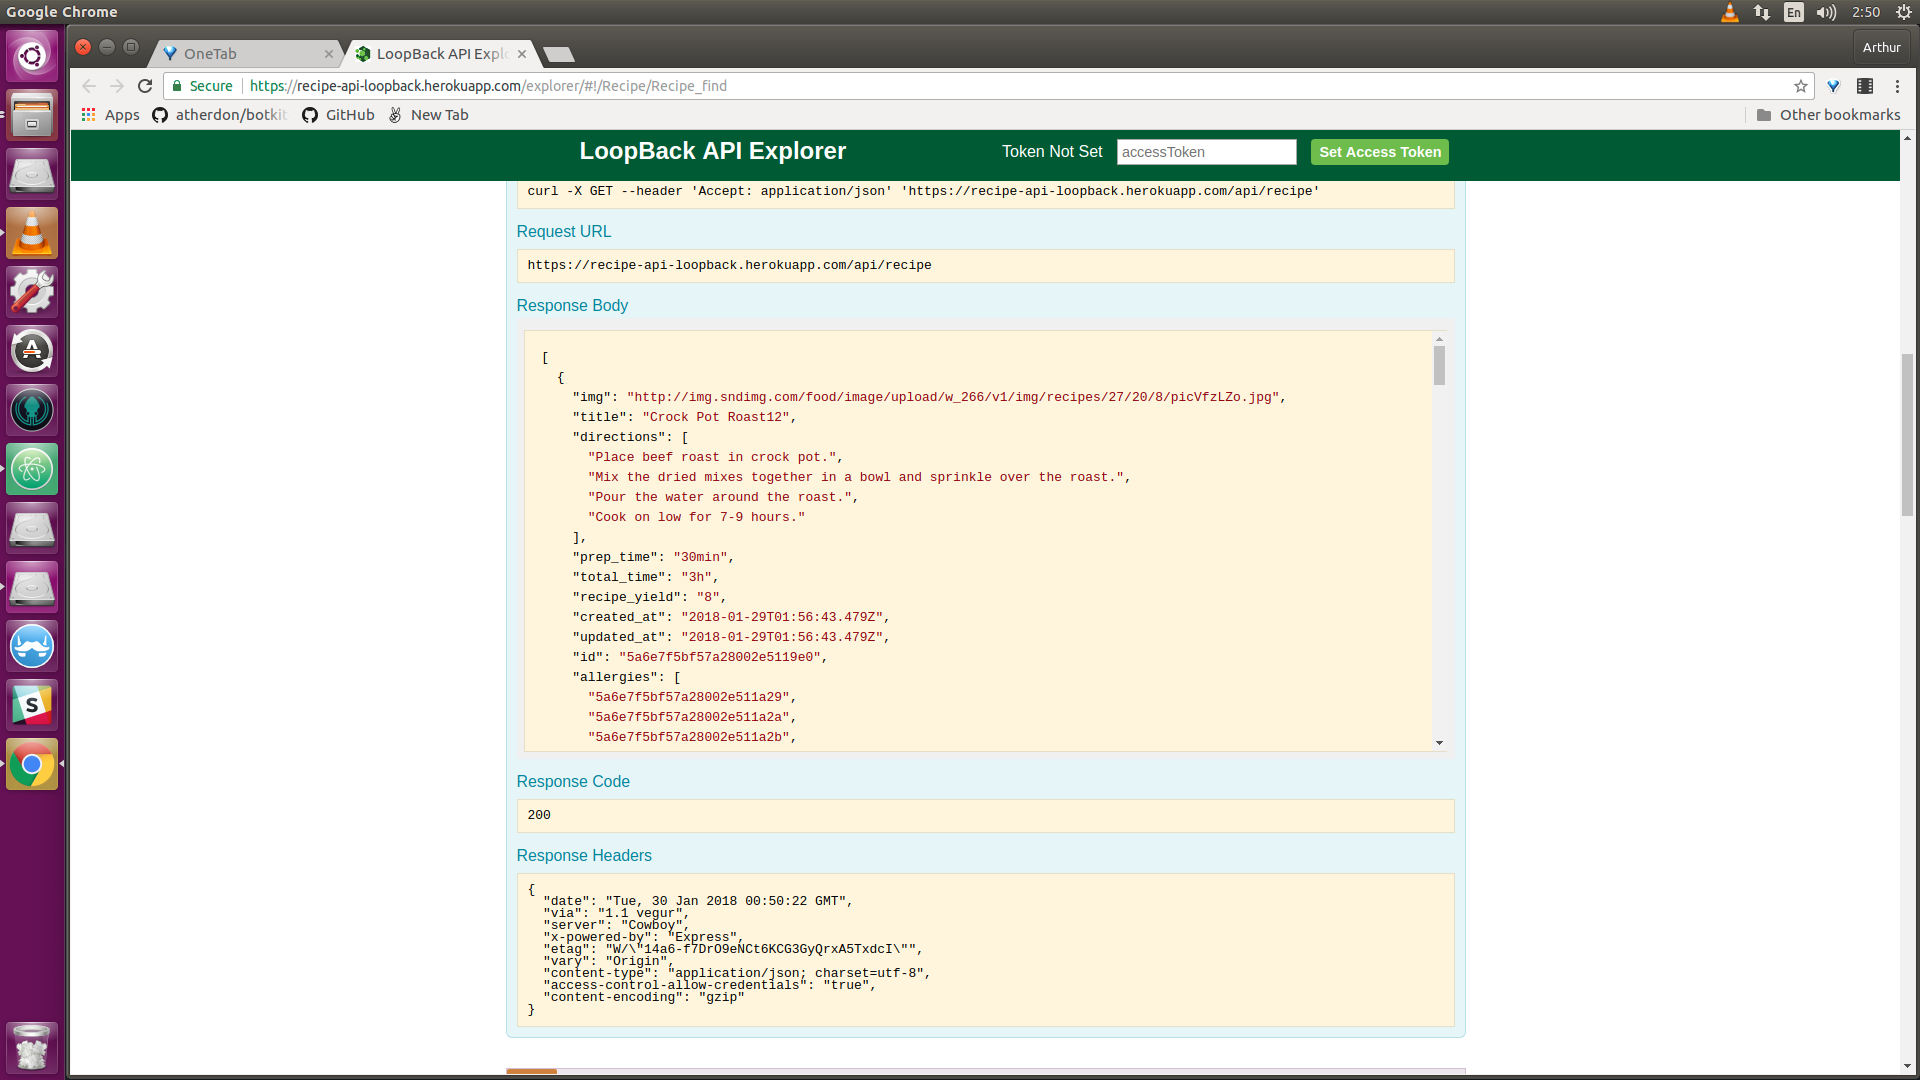 Google Chrome
En
2:50
OneTab
LoopBack API Explo
Arthur
Secure
https://recipe-api-loopback.herokuapp.com/explorer/#!/Recipe/Recipe_find
Apps
atherdon/botkit
GitHub
New Tab
Other bookmarks
LoopBack API Explorer
Token Not Set
accessToken
Set Access Token
curl -X GET --header 'Accept: application/json' 'https://recipe-api-loopback.herokuapp.com/api/recipe'
Request URL
https://recipe-api-loopback.herokuapp.com/api/recipe
Response Body
[
{
"img": "http://img.sndimg.com/food/image/upload/w_266/v1/img/recipes/27/20/8/picVfzLZo.jpg",
"title": "Crock Pot Roast12",
"directions": [
"Place beef roast in crock pot.",
"Mix the dried mixes together in a bowl and sprinkle over the roast.",
"Pour the water around the roast.",
"Cook on low for 7-9 hours."
],
"prep_time": "30min",
"total_time": "3h",
"recipe_yield": "8",
"created_at": "2018-01-29T01:56:43.479Z",
"updated_at": "2018-01-29T01:56:43.479Z",
"id": "5a6e7f5bf57a28002e5119e0",
"allergies": [
"5a6e7f5bf57a28002e511a29",
"5a6e7f5bf57a28002e511a2a",
"5a6e7f5bf57a28002e511a2b",
Response Code
200
Response Headers
{
"date": "Tue, 30 Jan 2018 00:50:22 GMT",
"via": "1.1 vegur",
"server": "Cowboy",
"x-powered-by": "Express",
"etag": "W/\"14a6-f7DrO9eNCt6KCG3GyQrxA5TxdcI\"",
"vary": "Origin",
"content-type": "application/json; charset=utf-8",
"access-control-allow-credentials": "true",
"content-encoding": "gzip"
}